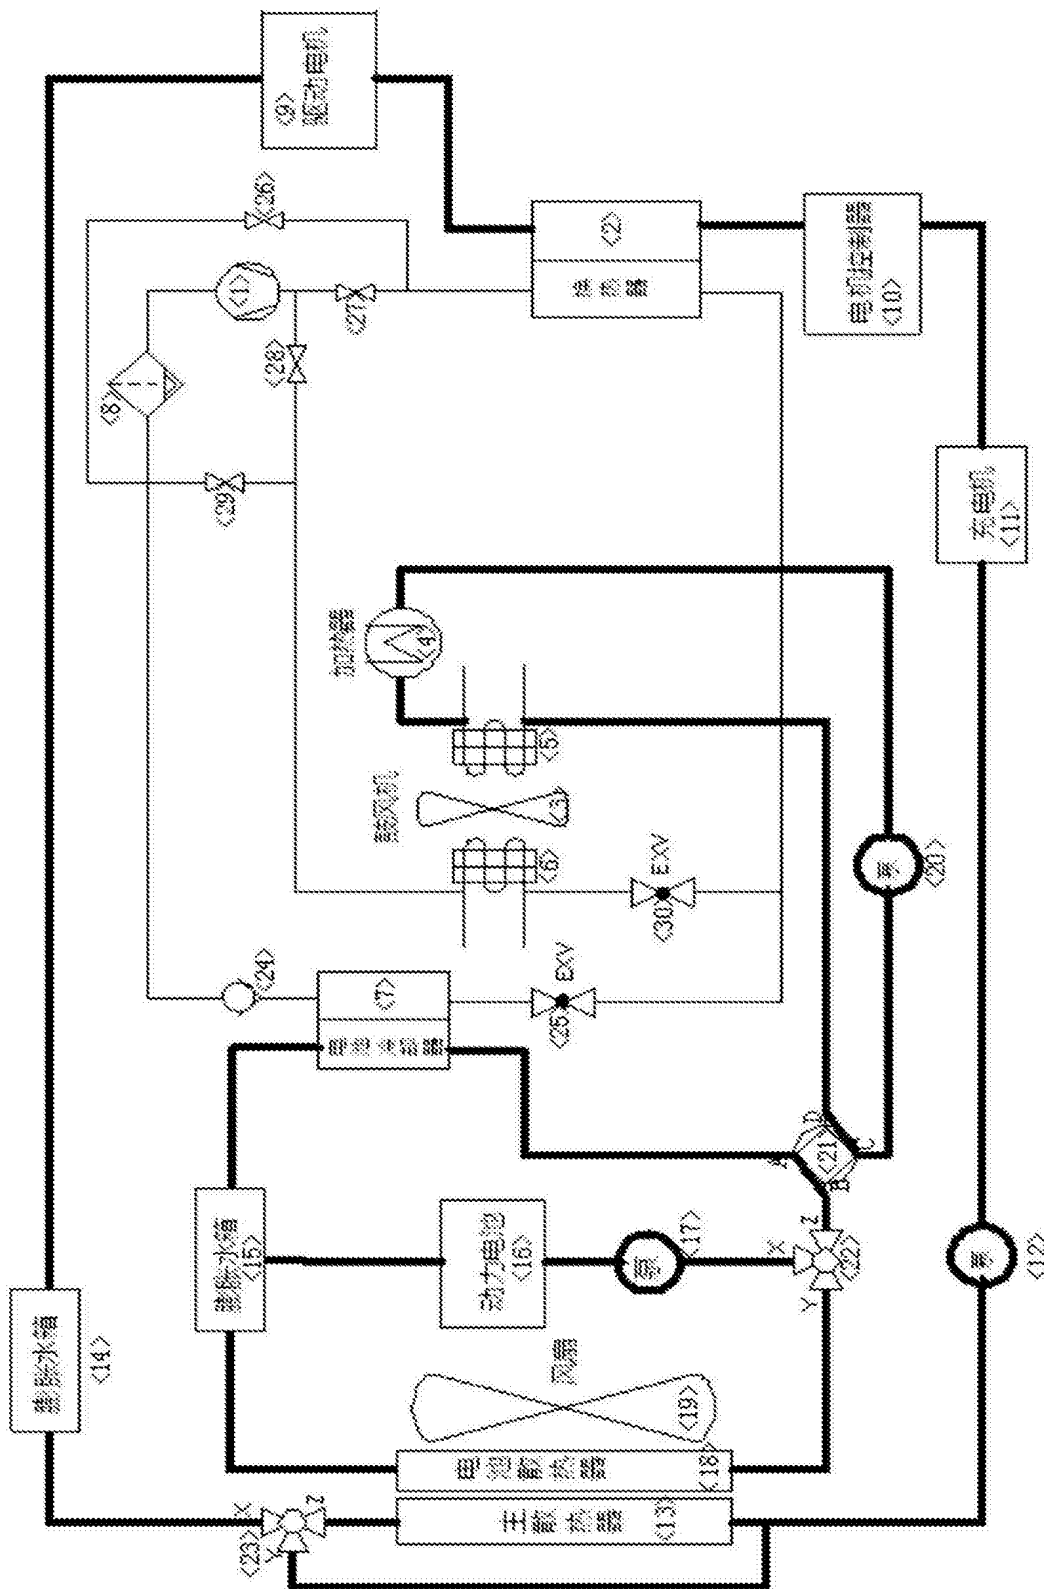 膨胀水箱
<14>
<9>
驱动电机
<8>
<1>
<26>
<27>
<28>
<29>
膨胀水箱
<15>
X
Y
Z
<23>
<24>
加热器
<4>
鼓风机
<3>
<5>
<6>
电池冷却器
<7>
EXV
<25>
EXV
<30>
换热器
<2>
动力电池
<16>
泵
<17>
风扇
<19>
电池散热器
<18>
主散热器
<13>
X
Y
Z
<22>
A
B
C
D
<21>
泵
<20>
电机控制器
<10>
充电机
<11>
泵
<12>